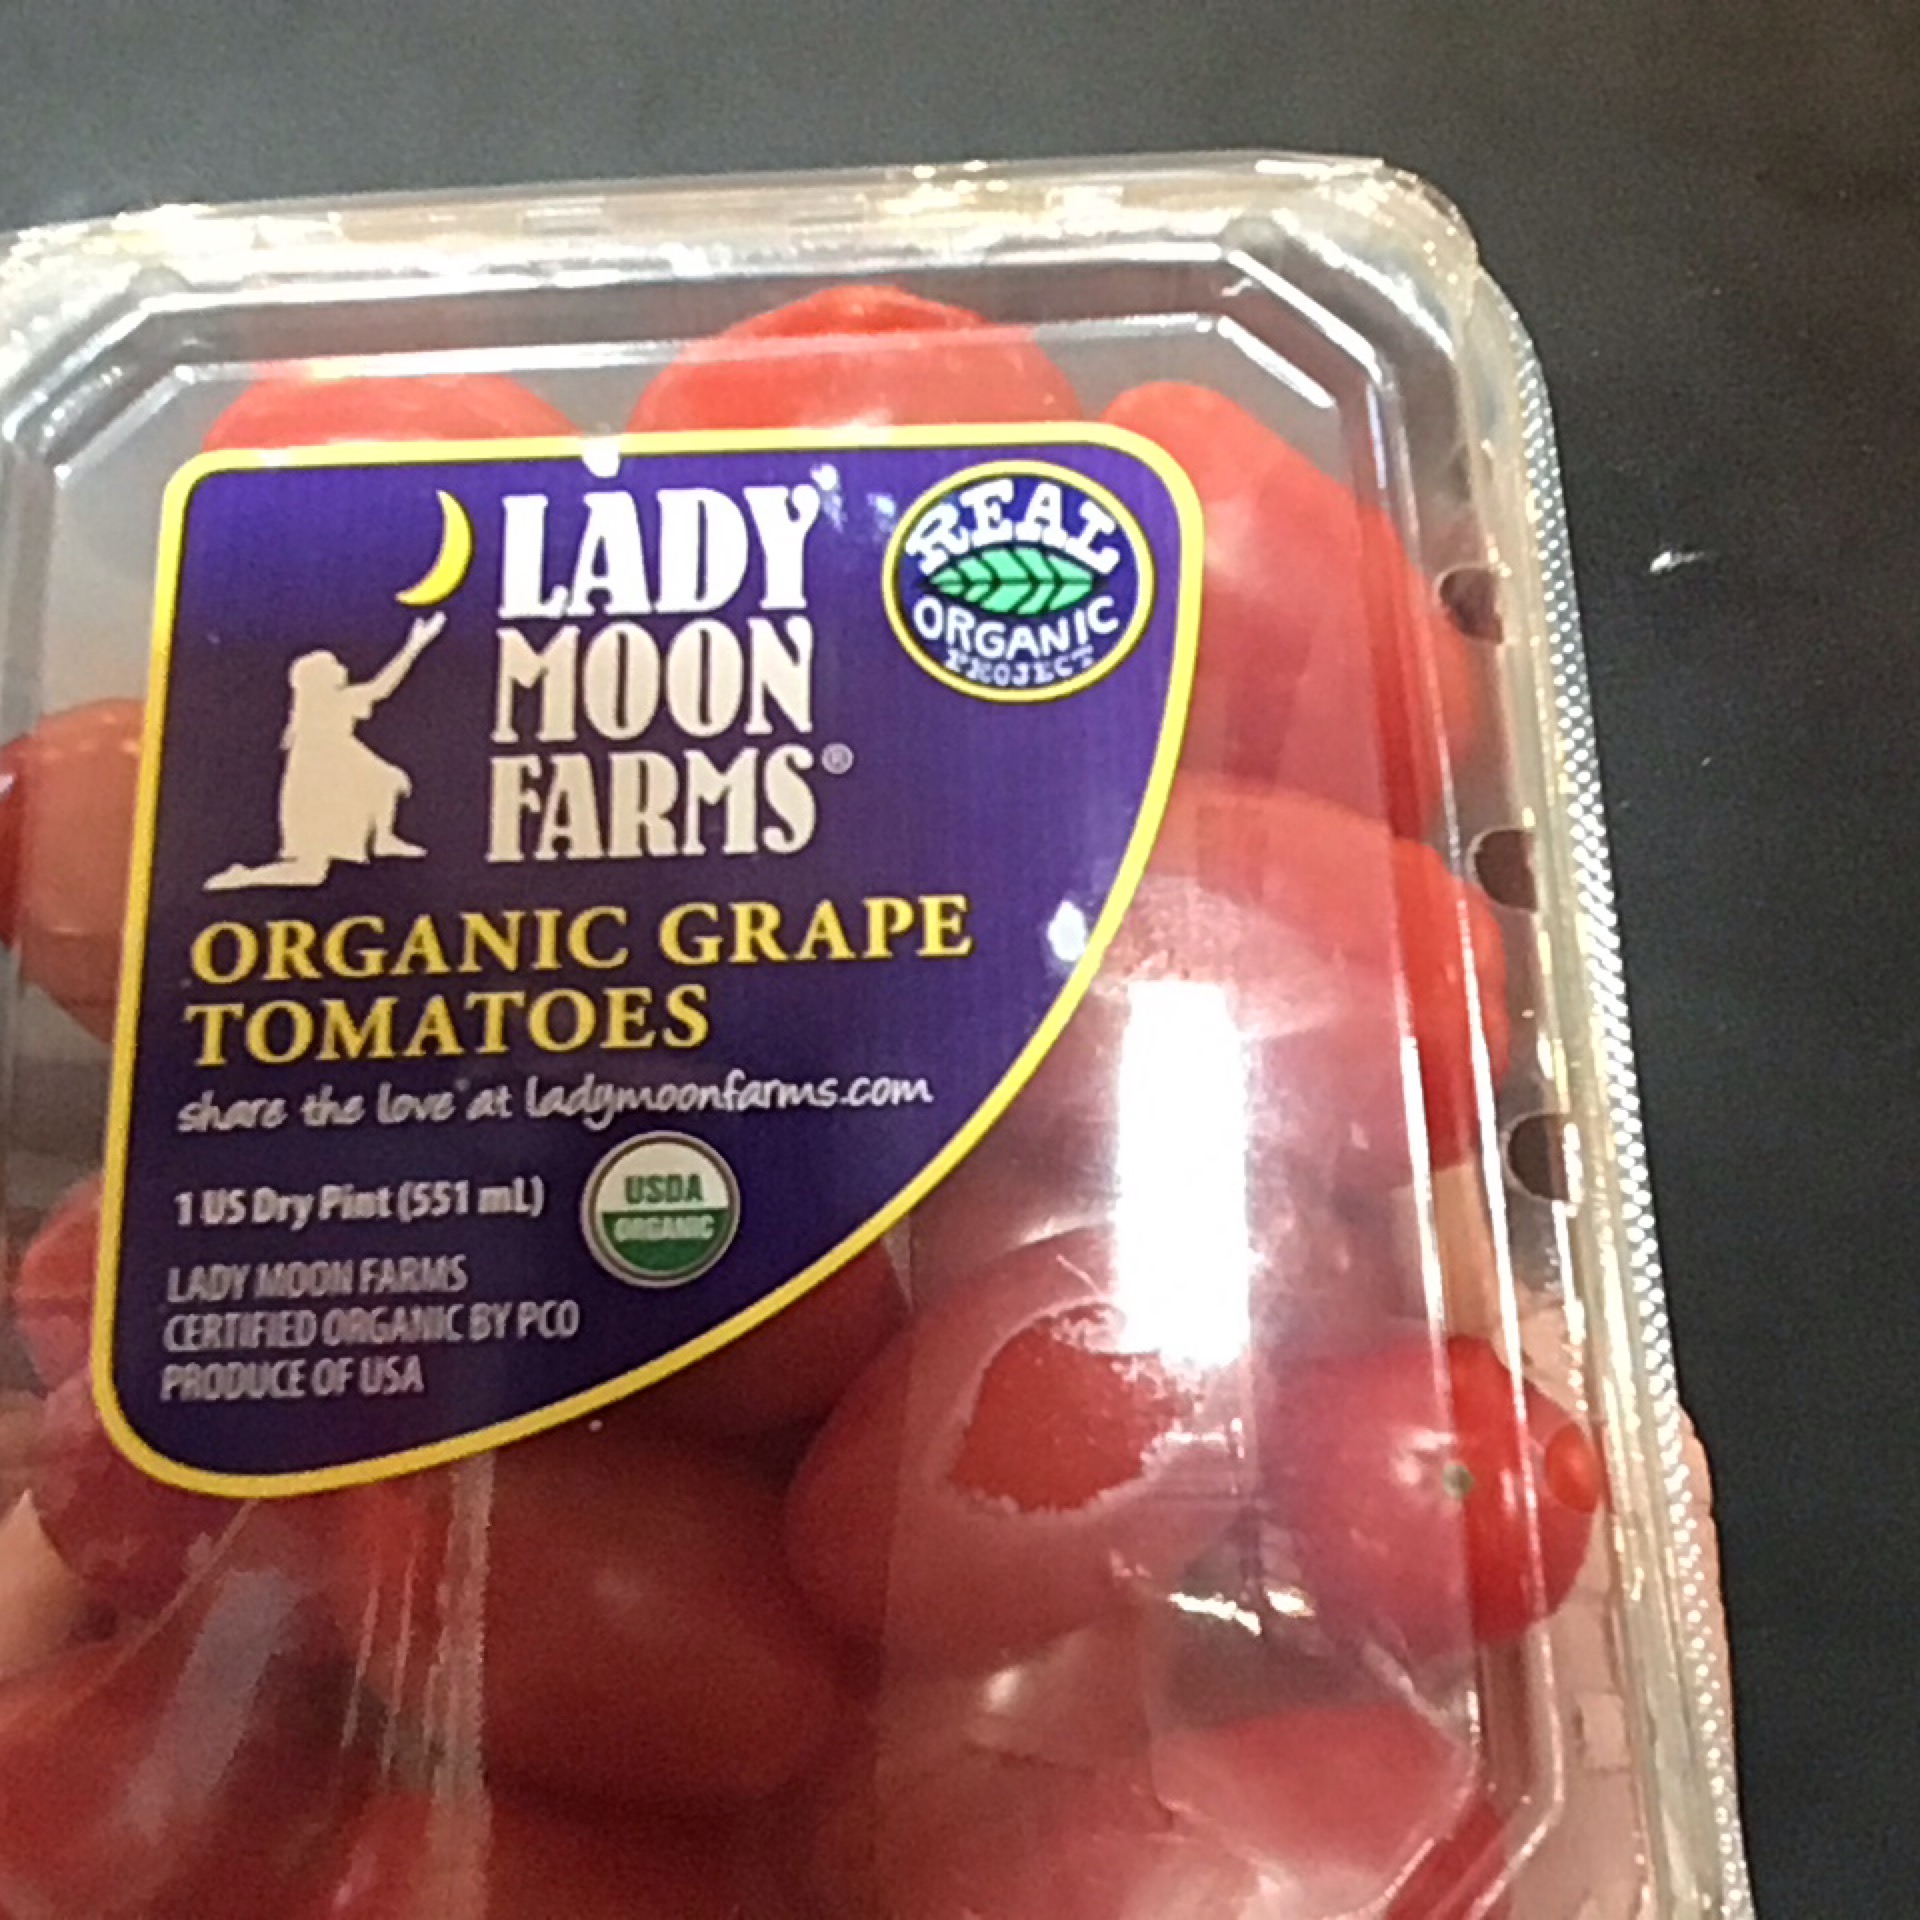 LADY
MOON
FARMS®
REAL
ORGANIC
PROJECT
ORGANIC GRAPE
TOMATOES
share the love® at ladymoonfarms.com
1 US Dry Pint (551 mL)
USDA
ORGANIC
LADY MOON FARMS
CERTIFIED ORGANIC BY PCO
PRODUCE OF USA